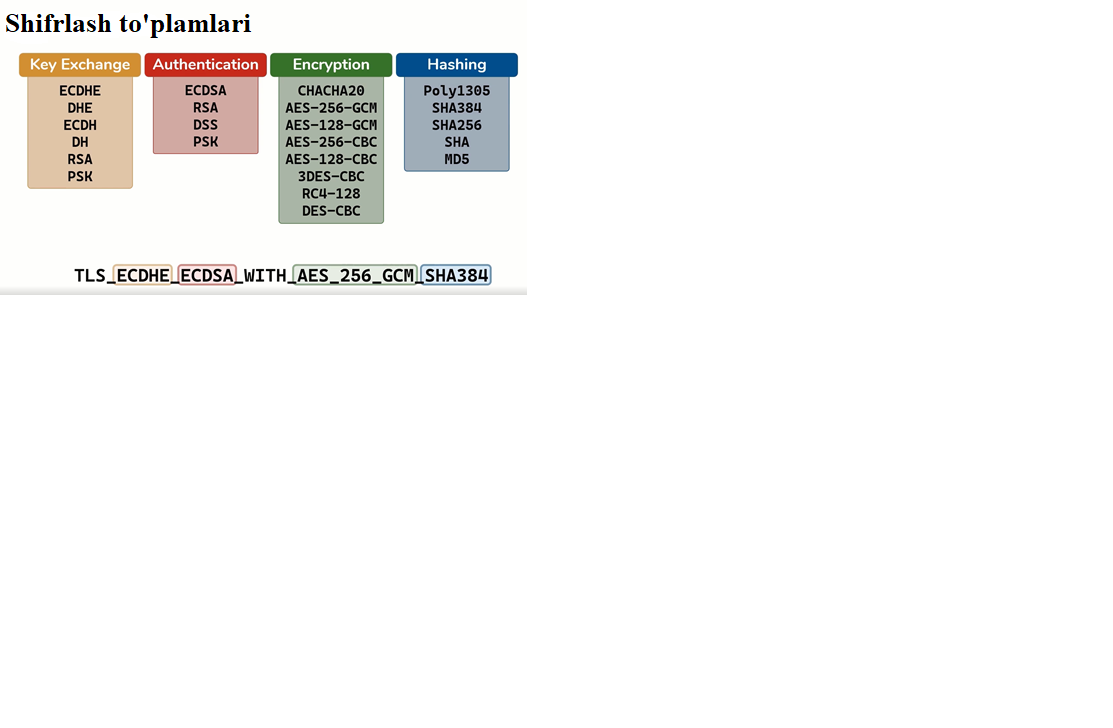 Shifrlash to'plamlari
Key Exchange
ECDHE
DHE
ECDH
DH
RSA
PSK
Authentication
ECDSA
RSA
DSS
PSK
Encryption
CHACHA20
AES-256-GCM
AES-128-GCM
AES-256-CBC
AES-128-CBC
3DES-CBC
RC4-128
DES-CBC
Hashing
Poly1305
SHA384
SHA256
SHA
MD5
TLS_ECDHE_ECDSA_WITH_AES_256_GCM_SHA384